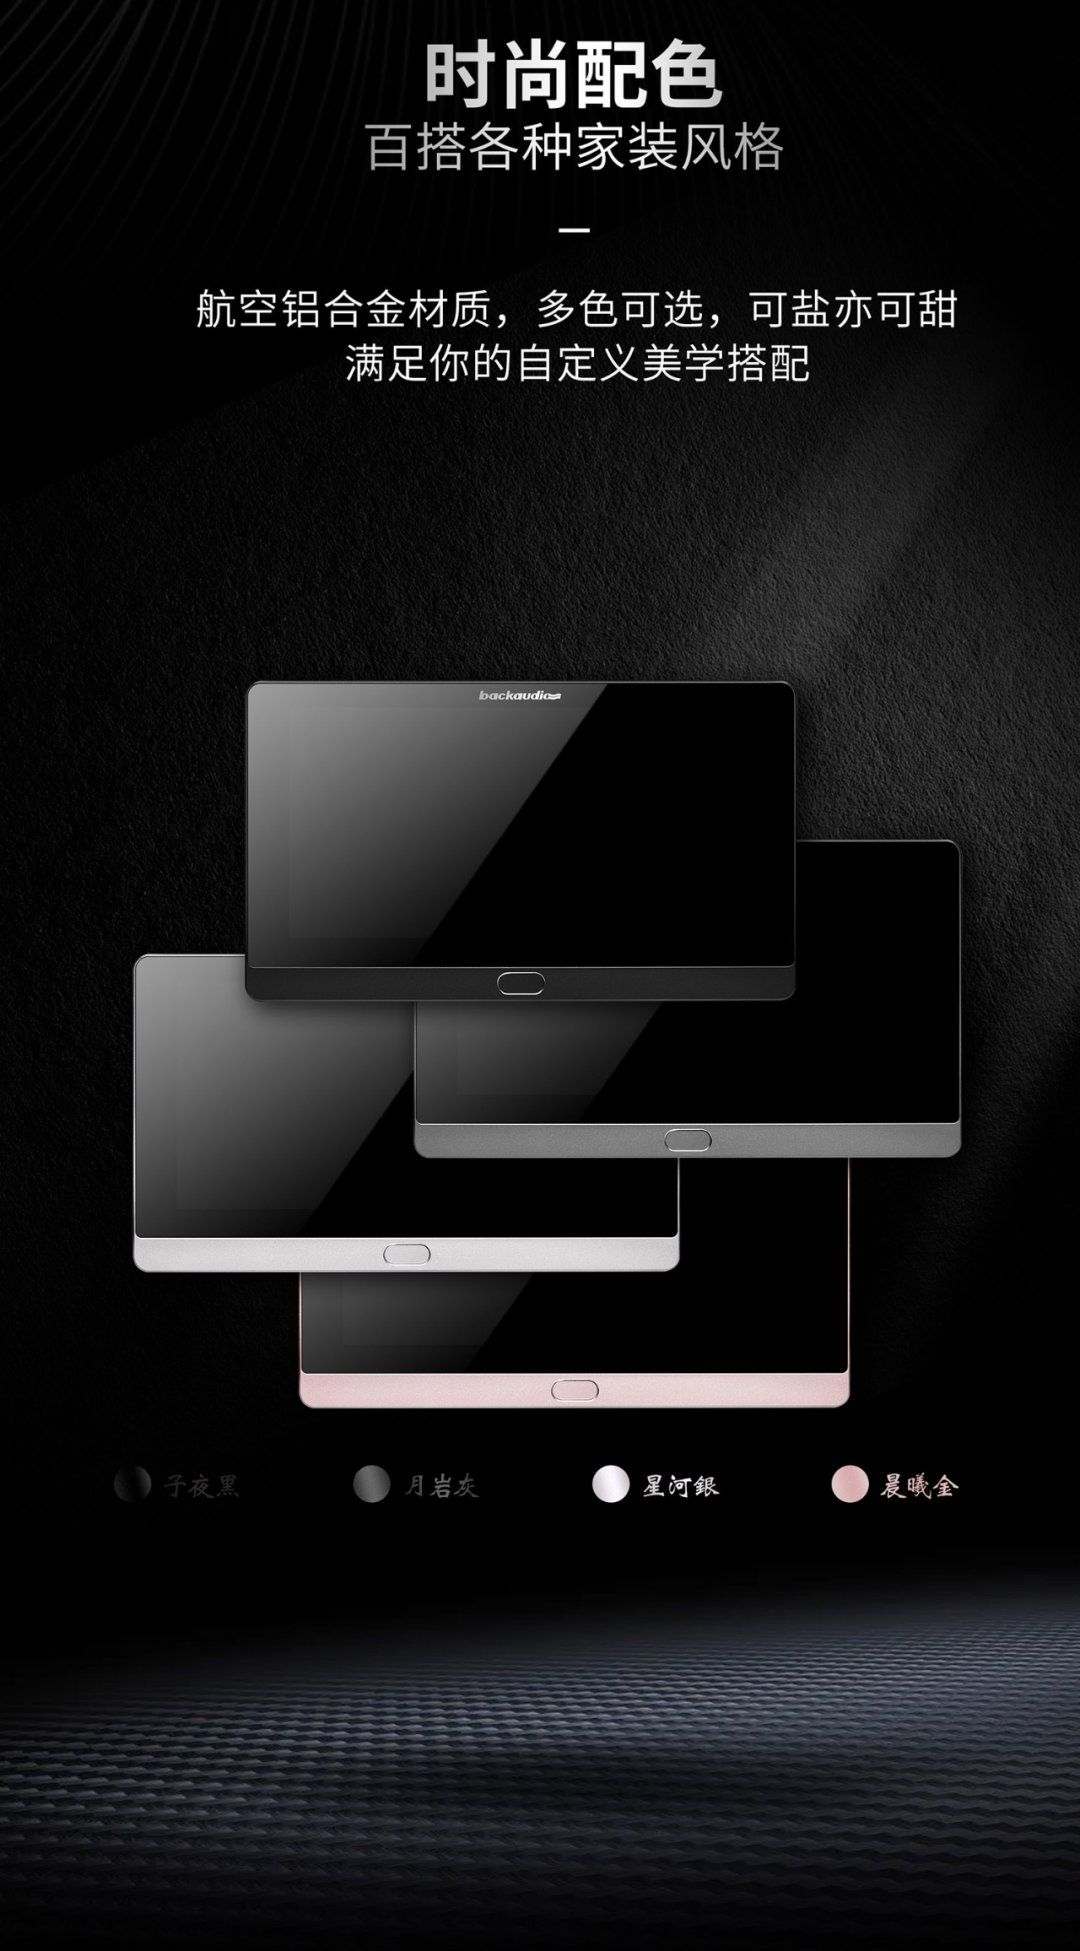 时尚配色
百搭各种家装风格
航空铝合金材质，多色可选，可盐亦可甜
满足你的自定义美学搭配
backaudio
子夜黑
月岩灰
星河銀
晨曦金